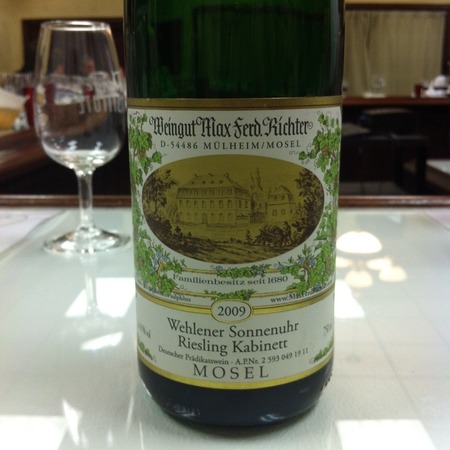 Weingut Max Ferd. Richter
D-54486 MÜLHEIM/MOSEL
Familienbesitz seit 1680
2009
Wehlener Sonnenuhr
Riesling Kabinett
Deutscher Prädikatswein - A.P.Nr. 2 593 049 19 11
MOSEL